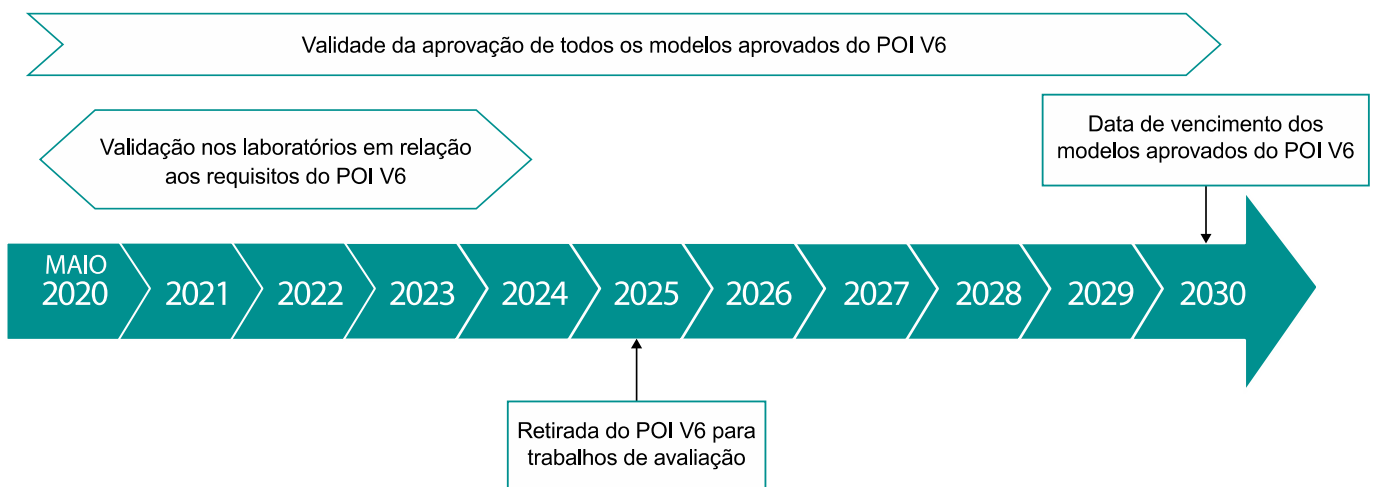 Validade da aprovação de todos os modelos aprovados do POI V6
Validação nos laboratórios em relação
aos requisitos do POI V6
Data de vencimento dos
modelos aprovados do POI V6
MAIO
2020
2021
2022
2023
2024
2025
2026
2027
2028
2029
2030
Retirada do POI V6 para
trabalhos de avaliação